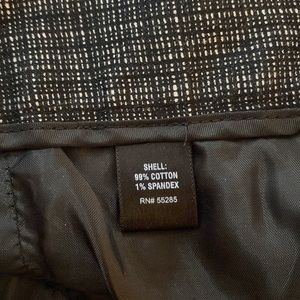 SHELL:
99% COTTON
1% SPANDEX
RN# 55285